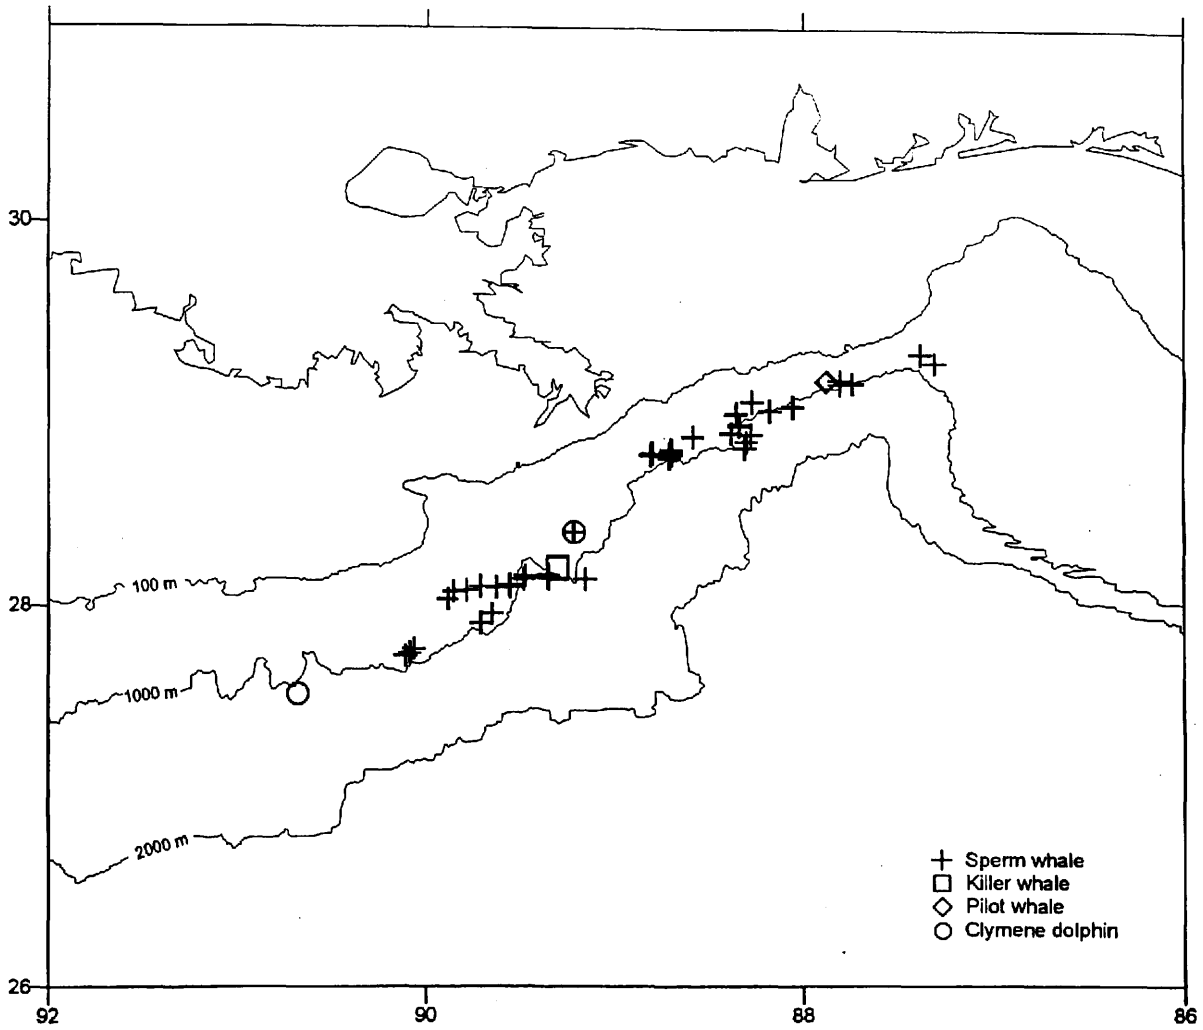 30
100 m
28
1000 m
2000 m
Sperm whale
Killer whale
Pilot whale
Clymene dolphin
26
92 90 88 86